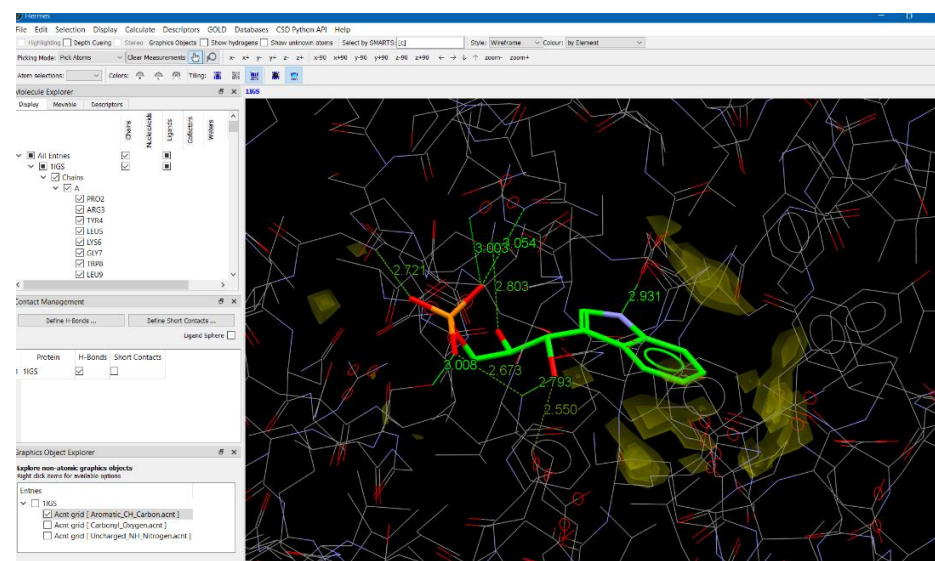 Hermes
File Edit Selection Display Calculate Descriptors GOLD Databases CSD Python API Help
Highlighting Depth Cueing Stereo Graphics Objects Show hydrogens Show unknown atoms Select by SMARTS: [c] Style: Wireframe Colour: by Element
Picking Mode: Pick Atoms Clear Measurements x- x+ y- y+ z- z+ x-90 x+90 y-90 y+90 z-90 z+90 zoom- zoom+
Atom selections: Colors: Tiling:
Molecule Explorer
1IGS
Display Movable Descriptors
Chains NucleicAcids Ligands Cofactors Waters
All Entries
1IGS
Chains
A
PRO2
ARG3
TYR4
LEU5
LYS6
GLY7
TRP8
LEU9
Contact Management
Define H-Bonds ... Define Short Contacts ...
Ligand Sphere
Protein H-Bonds Short Contacts
1IGS
Graphics Object Explorer
Explore non-atomic graphics objects
Right click items for available options
Entries
1IGS
Acnt grid [ Aromatic_CH_Carbon.acnt ]
Acnt grid [ Carbonyl_Oxygen.acnt ]
Acnt grid [ Uncharged_NH_Nitrogen.acnt ]
3.003
3.054
2.721
2.803
2.931
3.008
2.673
2.793
2.550